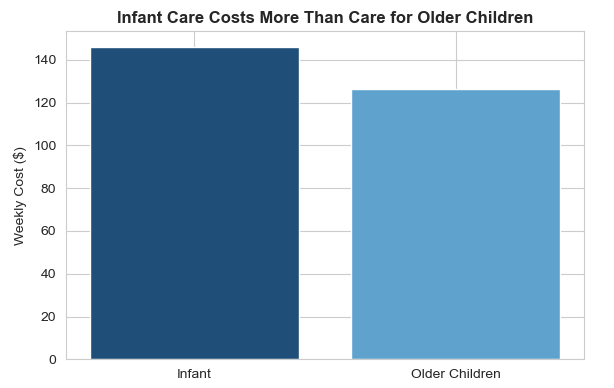 Infant Care Costs More Than Care for Older Children
Weekly Cost ($)
140
120
100
80
60
40
20
0
Infant
Older Children